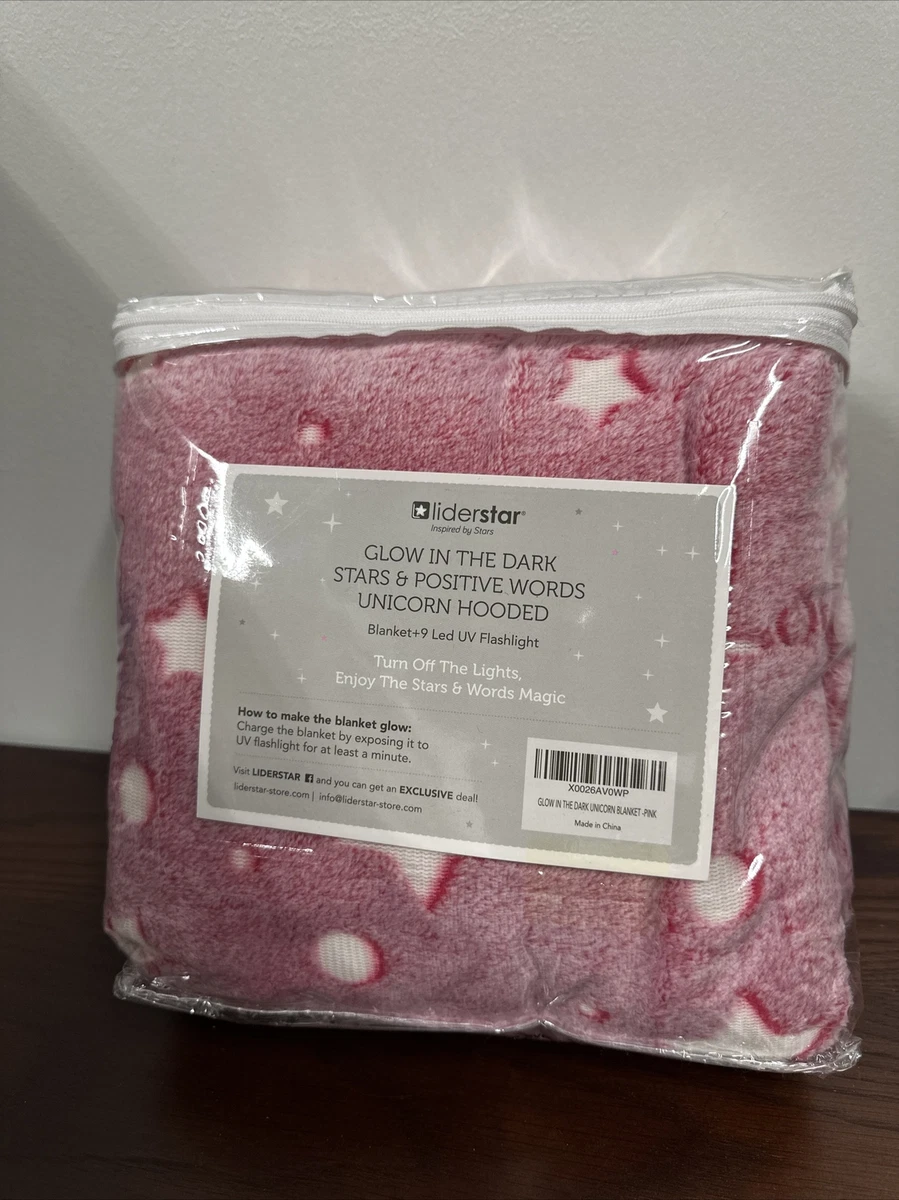 liderstar®
Inspired by Stars
GLOW IN THE DARK
STARS & POSITIVE WORDS
UNICORN HOODED
Blanket+9 Led UV Flashlight
Turn Off The Lights,
Enjoy The Stars & Words Magic
How to make the blanket glow:
Charge the blanket by exposing it to
UV flashlight for at least a minute.
Visit LIDERSTAR f and you can get an EXCLUSIVE deal!
liderstar-store.com | info@liderstar-store.com
X0026AV0WP
GLOW IN THE DARK UNICORN BLANKET -PINK
Made in China